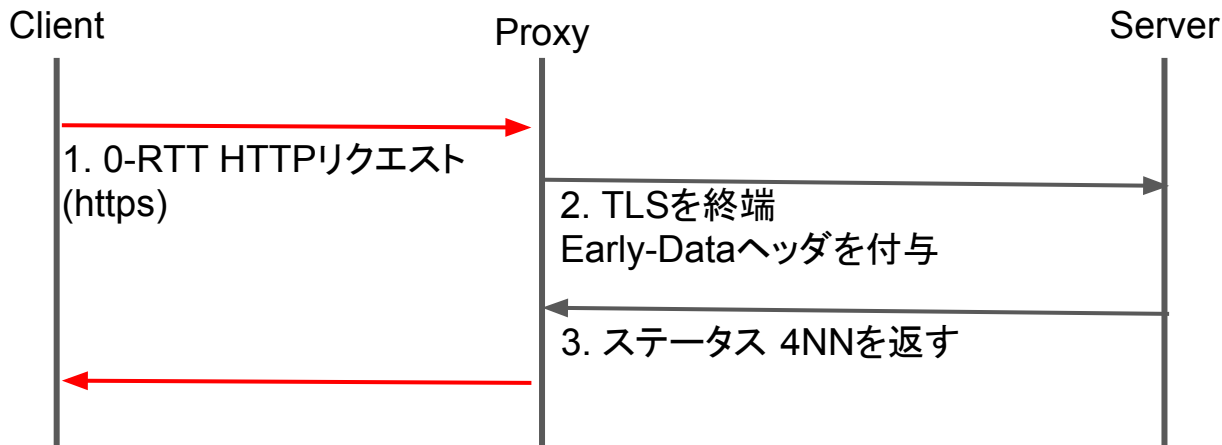 Client
Proxy
Server
1. 0-RTT HTTPリクエスト
(https)
2. TLSを終端
Early-Dataヘッダを付与
3. ステータス 4NNを返す